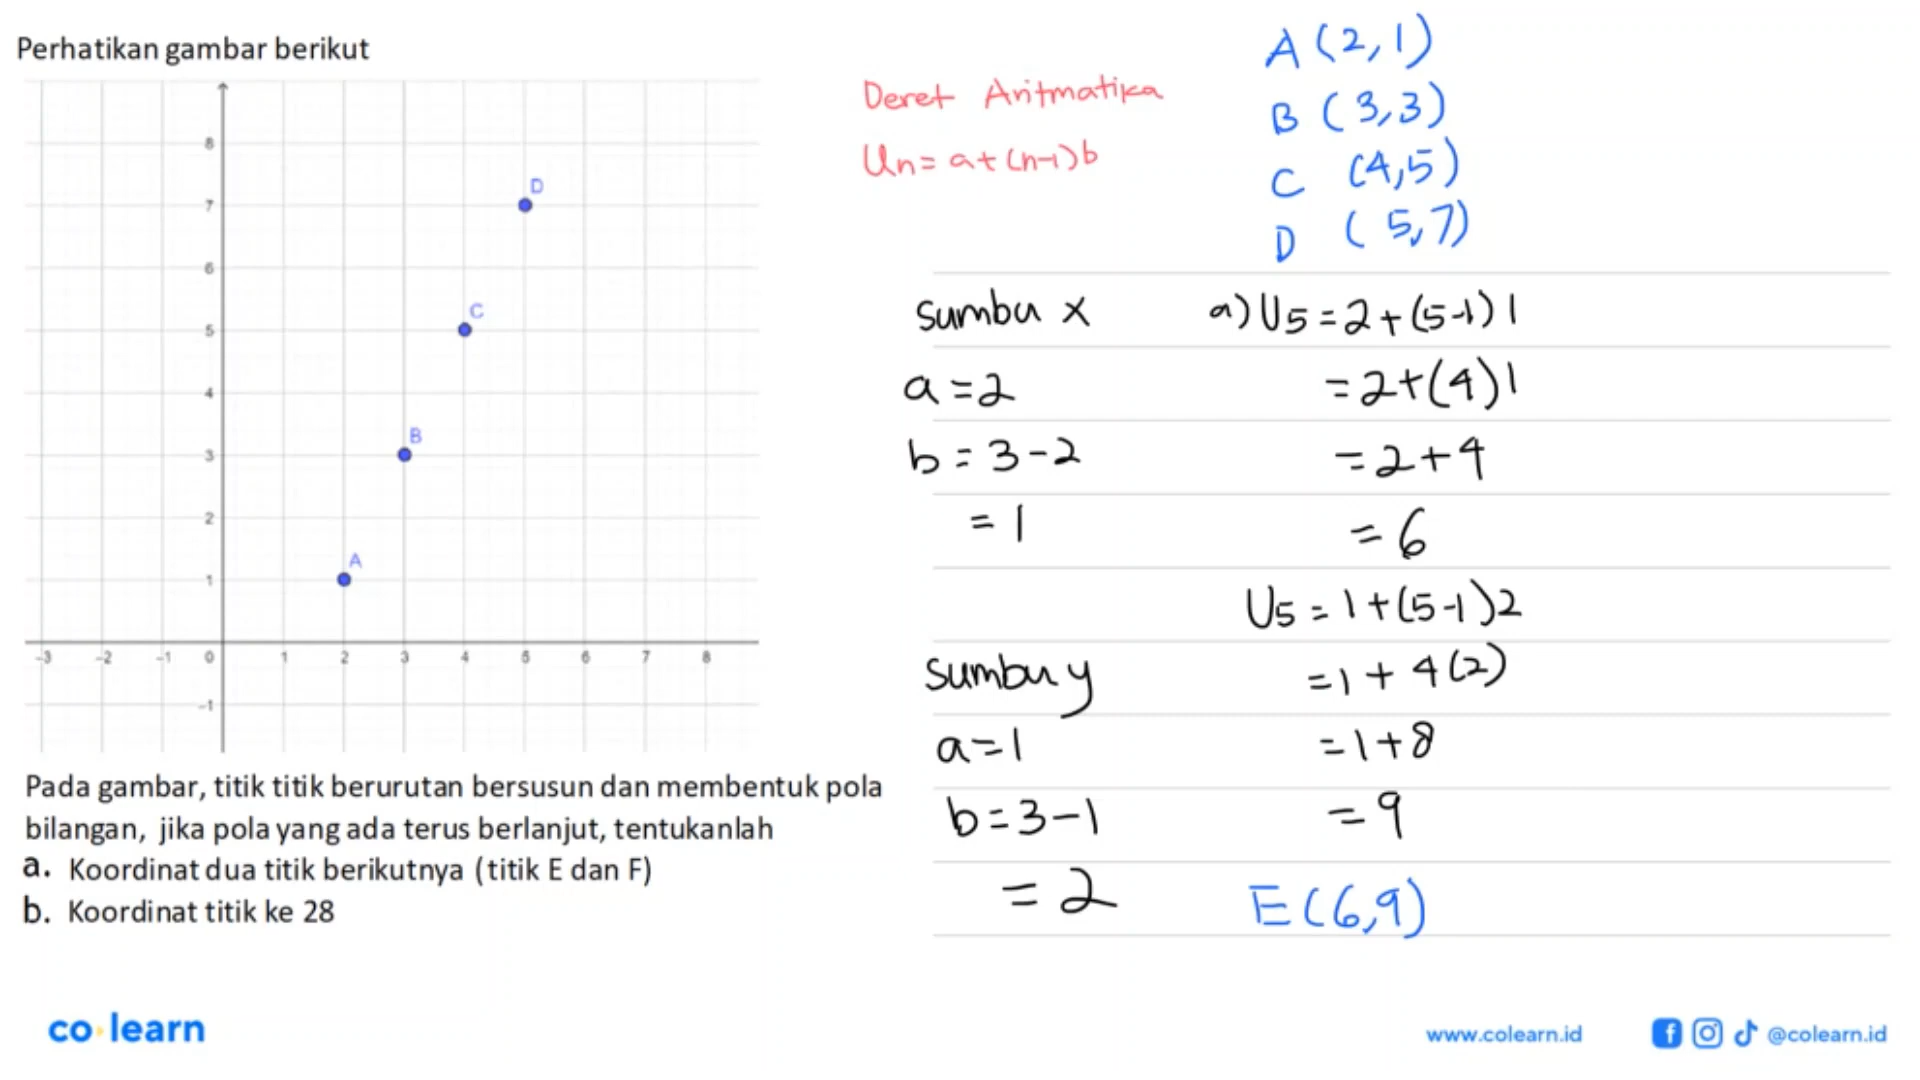 Perhatikan gambar berikut
8
7
6
5
4
3
2
1
-1
-3 -2 -1 0 1 2 3 4 5 6 7 8
D
C
B
A
Pada gambar, titik titik berurutan bersusun dan membentuk pola
bilangan, jika pola yang ada terus berlanjut, tentukanlah
a. Koordinat dua titik berikutnya (titik E dan F)
b. Koordinat titik ke 28
Deret Aritmatika
Un = a+(n-1)b
A (2,1)
B (3,3)
C (4,5)
D (5,7)
sumbu x
a = 2
b = 3-2
= 1
sumbu y
a = 1
b = 3-1
= 2
a) U5 = 2+(5-1) 1
= 2+(4) 1
= 2+4
= 6
U5 = 1+(5-1)2
= 1 + 4(2)
= 1+8
= 9
E (6,9)
co learn
www.colearn.id
@colearn.id